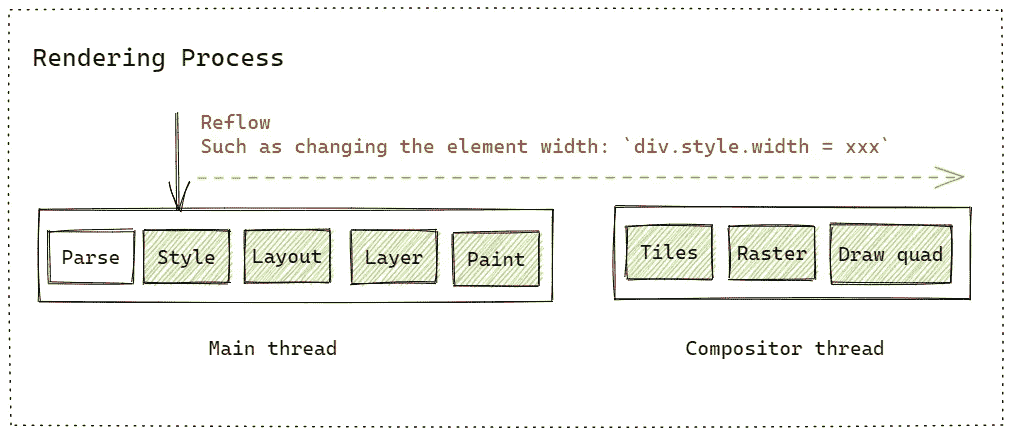 Rendering Process
Reflow
Such as changing the element width: `div.style.width = xxx`
Parse
Style
Layout
Layer
Paint
Tiles
Raster
Draw quad
Main thread
Compositor thread